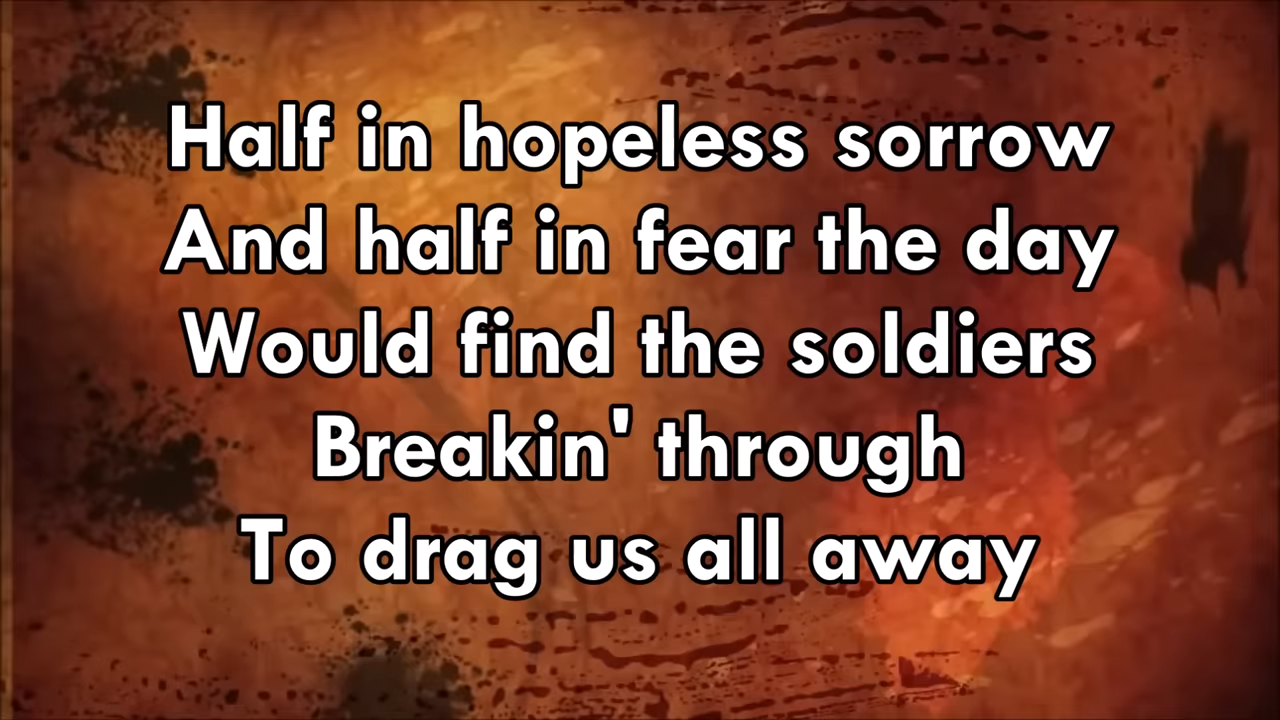 Half in hopeless sorrow
And half in fear the day
Would find the soldiers
Breakin' through
To drag us all away